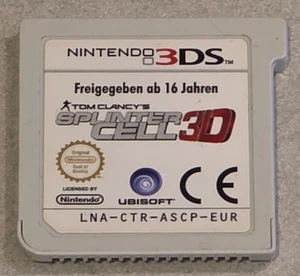 NINTENDO 3DS™
Freigegeben ab 16 Jahren
TOM CLANCY'S
SPLINTER
CELL 3D
Original
Nintendo
Seal of Quality
LICENSED BY
Nintendo
UBISOFT
CE
LNA-CTR-ASCP-EUR